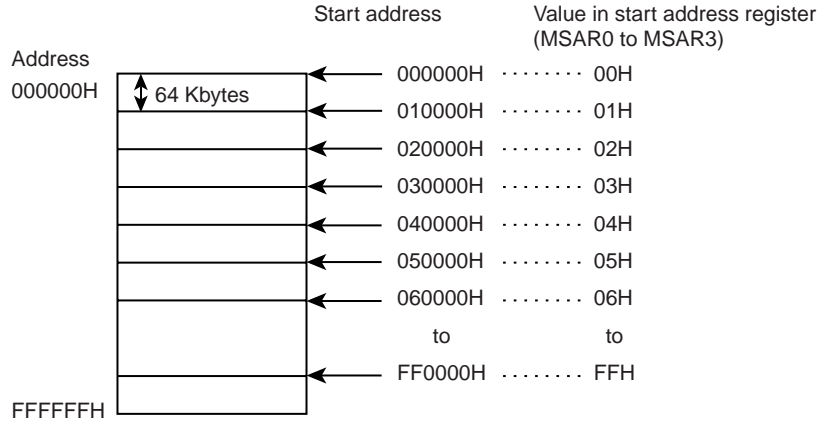 Start address Value in start address register
(MSAR0 to MSAR3)
Address
000000H
64 Kbytes
000000H ········ 00H
010000H ········ 01H
020000H ········ 02H
030000H ········ 03H
040000H ········ 04H
050000H ········ 05H
060000H ········ 06H
to to
FF0000H ········ FFH
FFFFFFH